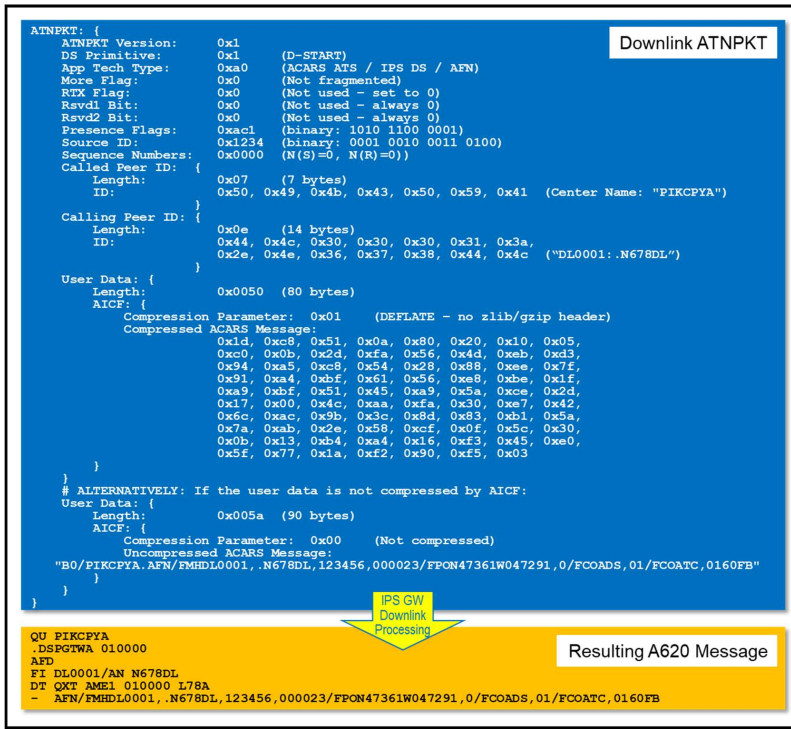 ATNPKT: {
Downlink ATNPKT
ATNPKT Version: 0x1
DS Primitive: 0x1 (D-START)
App Tech Type: 0xa0 (ACARS ATS / IPS DS / AFN)
More Flag: 0x0 (Not fragmented)
RTX Flag: 0x0 (Not used – set to 0)
Rsvd1 Bit: 0x0 (Not used – always 0)
Rsvd2 Bit: 0x0 (Not used – always 0)
Presence Flags: 0xac1 (binary: 1010 1100 0001)
Source ID: 0x1234 (binary: 0001 0010 0011 0100)
Sequence Numbers: 0x0000 (N(S)=0, N(R)=0))
Called Peer ID: {
Length: 0x07 (7 bytes)
ID: 0x50, 0x49, 0x4b, 0x43, 0x50, 0x59, 0x41 (Center Name: "PIKCPYA")
}
Calling Peer ID: {
Length: 0x0e (14 bytes)
ID: 0x44, 0x4c, 0x30, 0x30, 0x30, 0x31, 0x3a,
0x2e, 0x4e, 0x36, 0x37, 0x38, 0x44, 0x4c ("DL0001:.N678DL")
}
User Data: {
Length: 0x0050 (80 bytes)
AICF: {
Compression Parameter: 0x01 (DEFLATE – no zlib/gzip header)
Compressed ACARS Message:
0x1d, 0xc8, 0x51, 0x0a, 0x80, 0x20, 0x10, 0x05,
0xc0, 0x0b, 0x2d, 0xfa, 0x56, 0x4d, 0xeb, 0xd3,
0x94, 0xa5, 0xc8, 0x54, 0x28, 0x88, 0xee, 0x7f,
0x91, 0xa4, 0xbf, 0x61, 0x56, 0xe8, 0xbe, 0x1f,
0xa9, 0xbf, 0x51, 0x45, 0xa9, 0x5a, 0xce, 0x2d,
0x17, 0x00, 0x4c, 0xaa, 0xfa, 0x30, 0xe7, 0x42,
0x6c, 0xac, 0x9b, 0x3c, 0x8d, 0x83, 0xb1, 0x5a,
0x7a, 0xab, 0x2e, 0x58, 0xcf, 0x0f, 0x5c, 0x30,
0x0b, 0x13, 0xb4, 0xa4, 0x16, 0xf3, 0x45, 0xe0,
0x5f, 0x77, 0x1a, 0xf2, 0x90, 0xf5, 0x03
}
}
# ALTERNATIVELY: If the user data is not compressed by AICF:
User Data: {
Length: 0x005a (90 bytes)
AICF: {
Compression Parameter: 0x00 (Not compressed)
Uncompressed ACARS Message:
"B0/PIKCPYA.AFN/FMHDL0001,.N678DL,123456,000023/FPON47361W047291,0/FCOADS,01/FCOATC,0160FB"
}
}
}
IPS GW
Downlink
Processing
QU PIKCPYA
Resulting A620 Message
.DSPGTWA 010000
AFD
FI DL0001/AN N678DL
DT QXT AME1 010000 L78A
- AFN/FMHDL0001,.N678DL,123456,000023/FPON47361W047291,0/FCOADS,01/FCOATC,0160FB